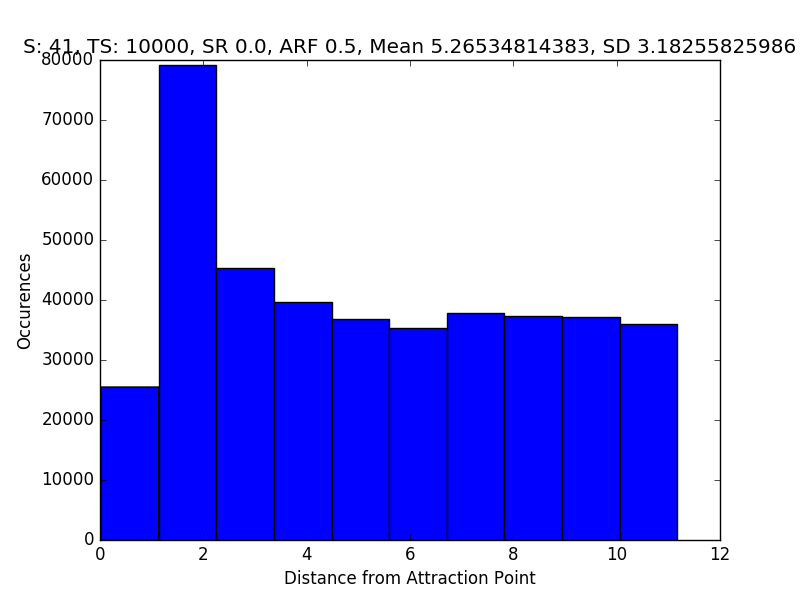 S: 41, TS: 10000, SR 0.0, ARF 0.5, Mean 5.26534814383, SD 3.18255825986
80000
70000
60000
50000
40000
30000
20000
10000
0
Occurences
0 2 4 6 8 10 12
Distance from Attraction Point